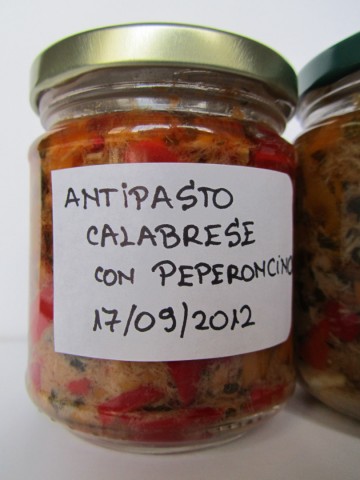 ANTIPASTO
CALABRESE
CON PEPERONCINO
17/09/2012